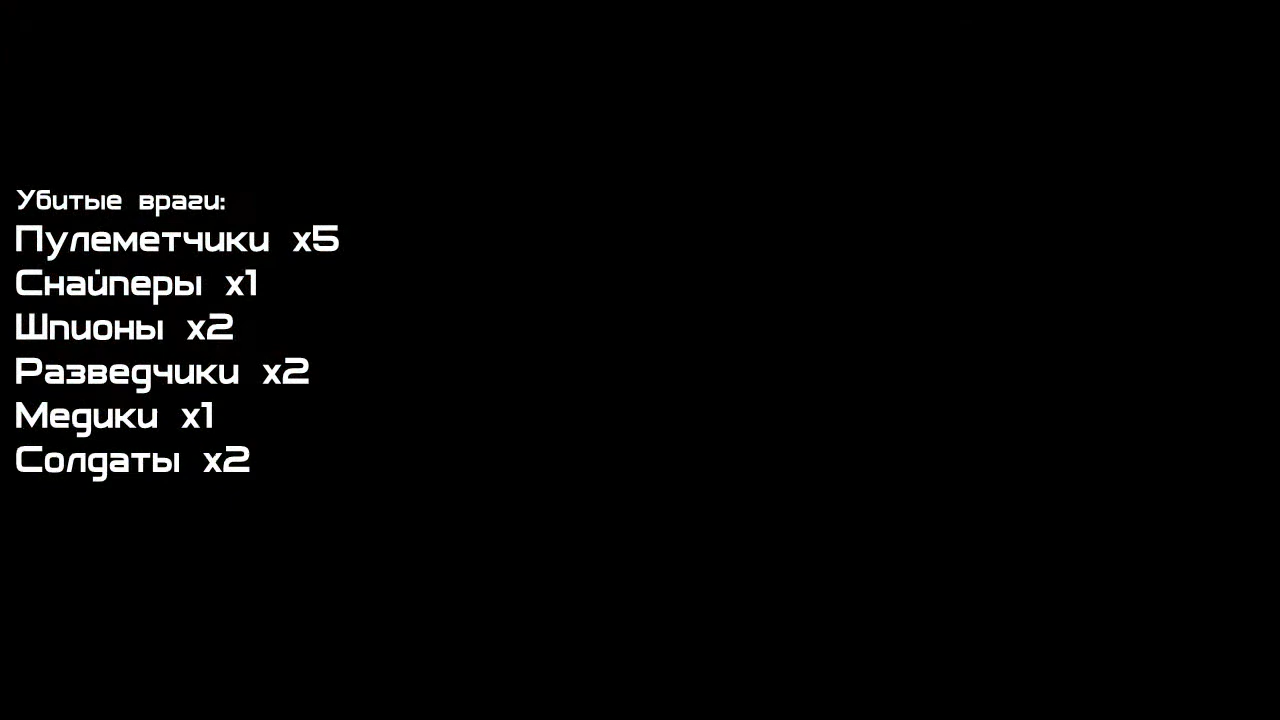 Убитые враги:
Пулеметчики x5
Снайперы x1
Шпионы x2
Разведчики x2
Медики x1
Солдаты x2